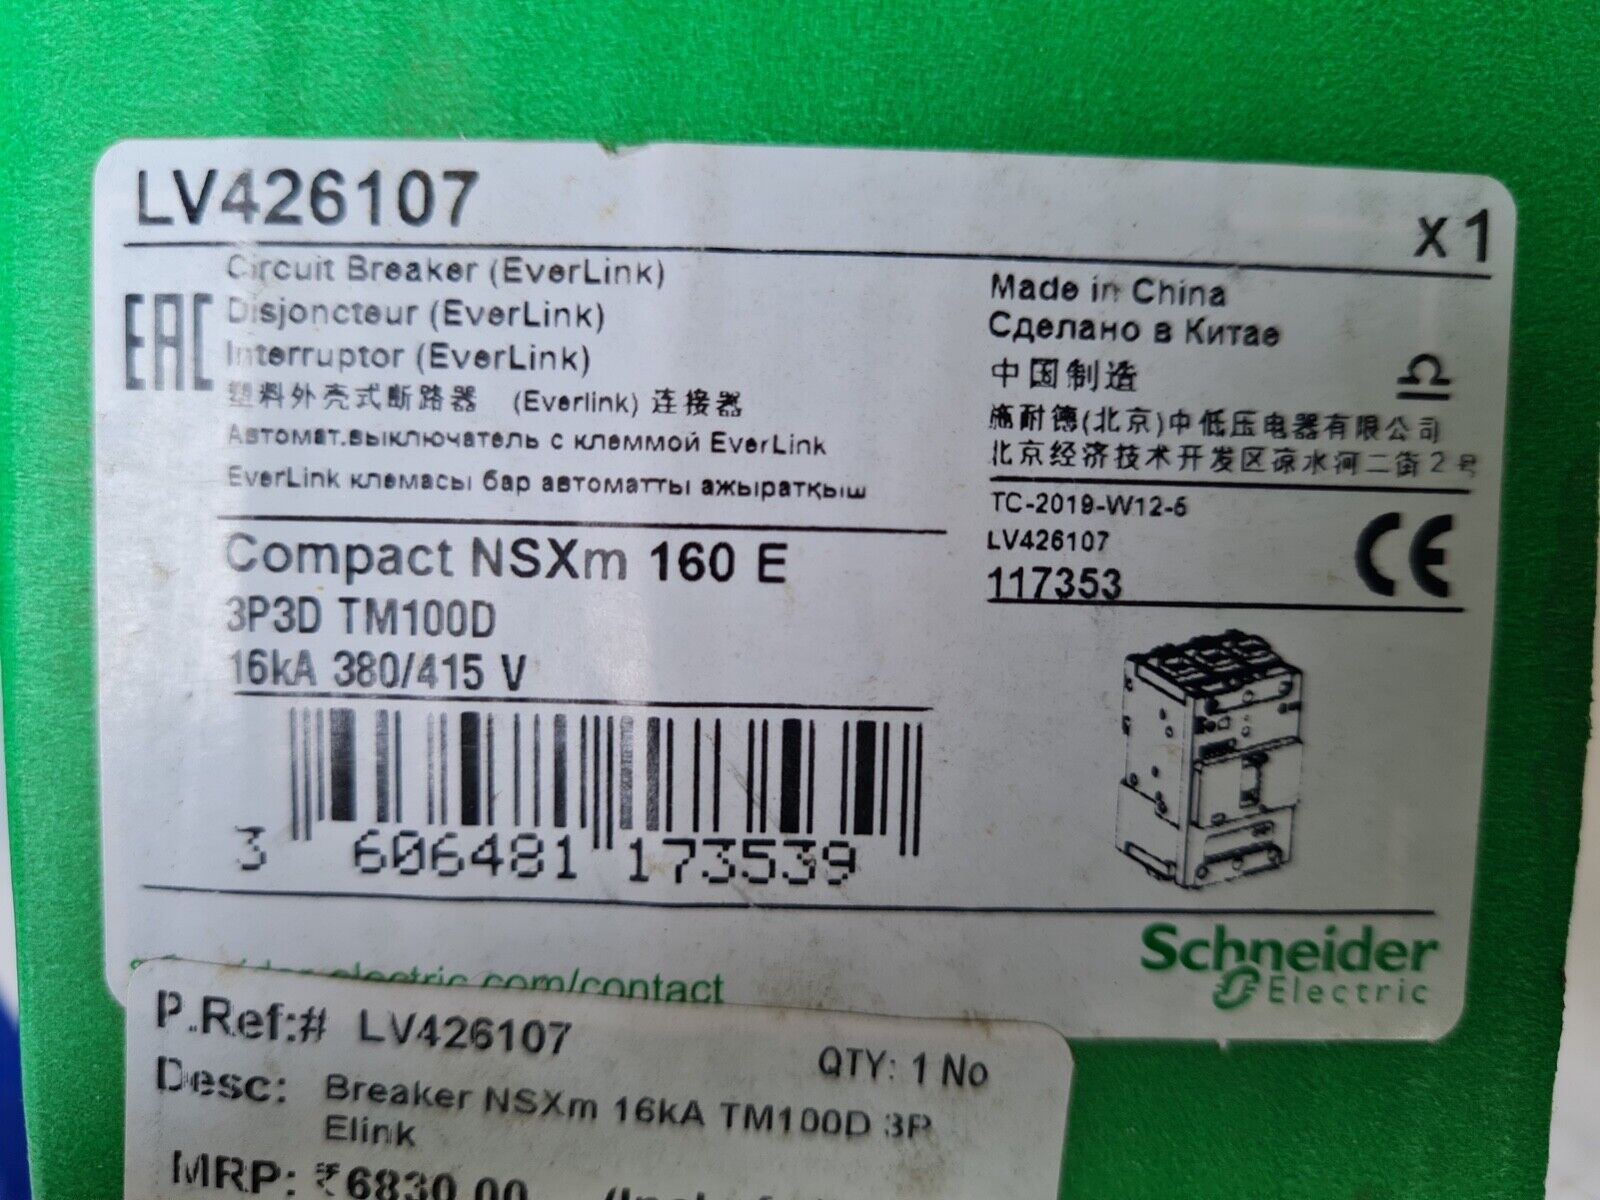 LV426107
x 1
EAC
Circuit Breaker (EverLink)
Disjoncteur (EverLink)
Interruptor (EverLink)
塑料外壳式断路器 (Everlink) 连接器
Автомат.выключатель с клеммой EverLink
EverLink клемасы бар автоматты ажыратқыш
Made in China
Сделано в Китае
中国制造
施耐德(北京)中低压电器有限公司
北京经济技术开发区凉水河二街2号
TC-2019-W12-5
LV426107
117353
CE
Compact NSXm 160 E
3P3D TM100D
16kA 380/415 V
3 606481 173539
Schneider
Electric
electric.com/contact
P.Ref:# LV426107
QTY: 1 No
Desc: Breaker NSXm 16kA TM100D 3P
Elink
MRP: ₹6830.00